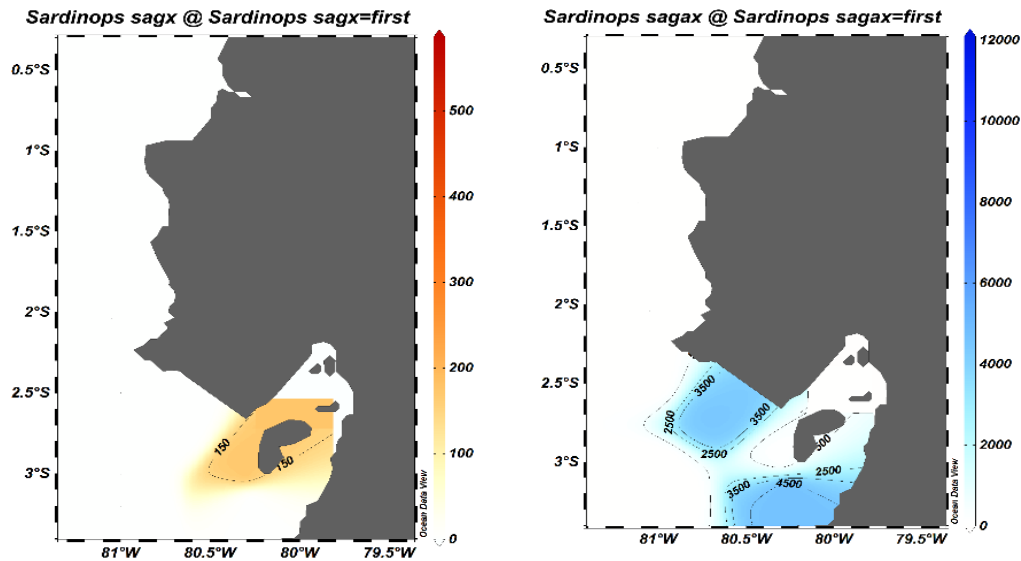 Sardinops sagx @ Sardinops sagx=first
0.5°S
1°S
1.5°S
2°S
2.5°S
3°S
81°W
80.5°W
80°W
79.5°W
150
150
500
400
300
200
100
0
Ocean Data View
Sardinops sagax @ Sardinops sagax=first
0.5°S
1°S
1.5°S
2°S
2.5°S
3°S
81°W
80.5°W
80°W
79.5°W
3500
2500
3500
2500
500
2500
3500
4500
12000
10000
8000
6000
4000
2000
0
Ocean Data View